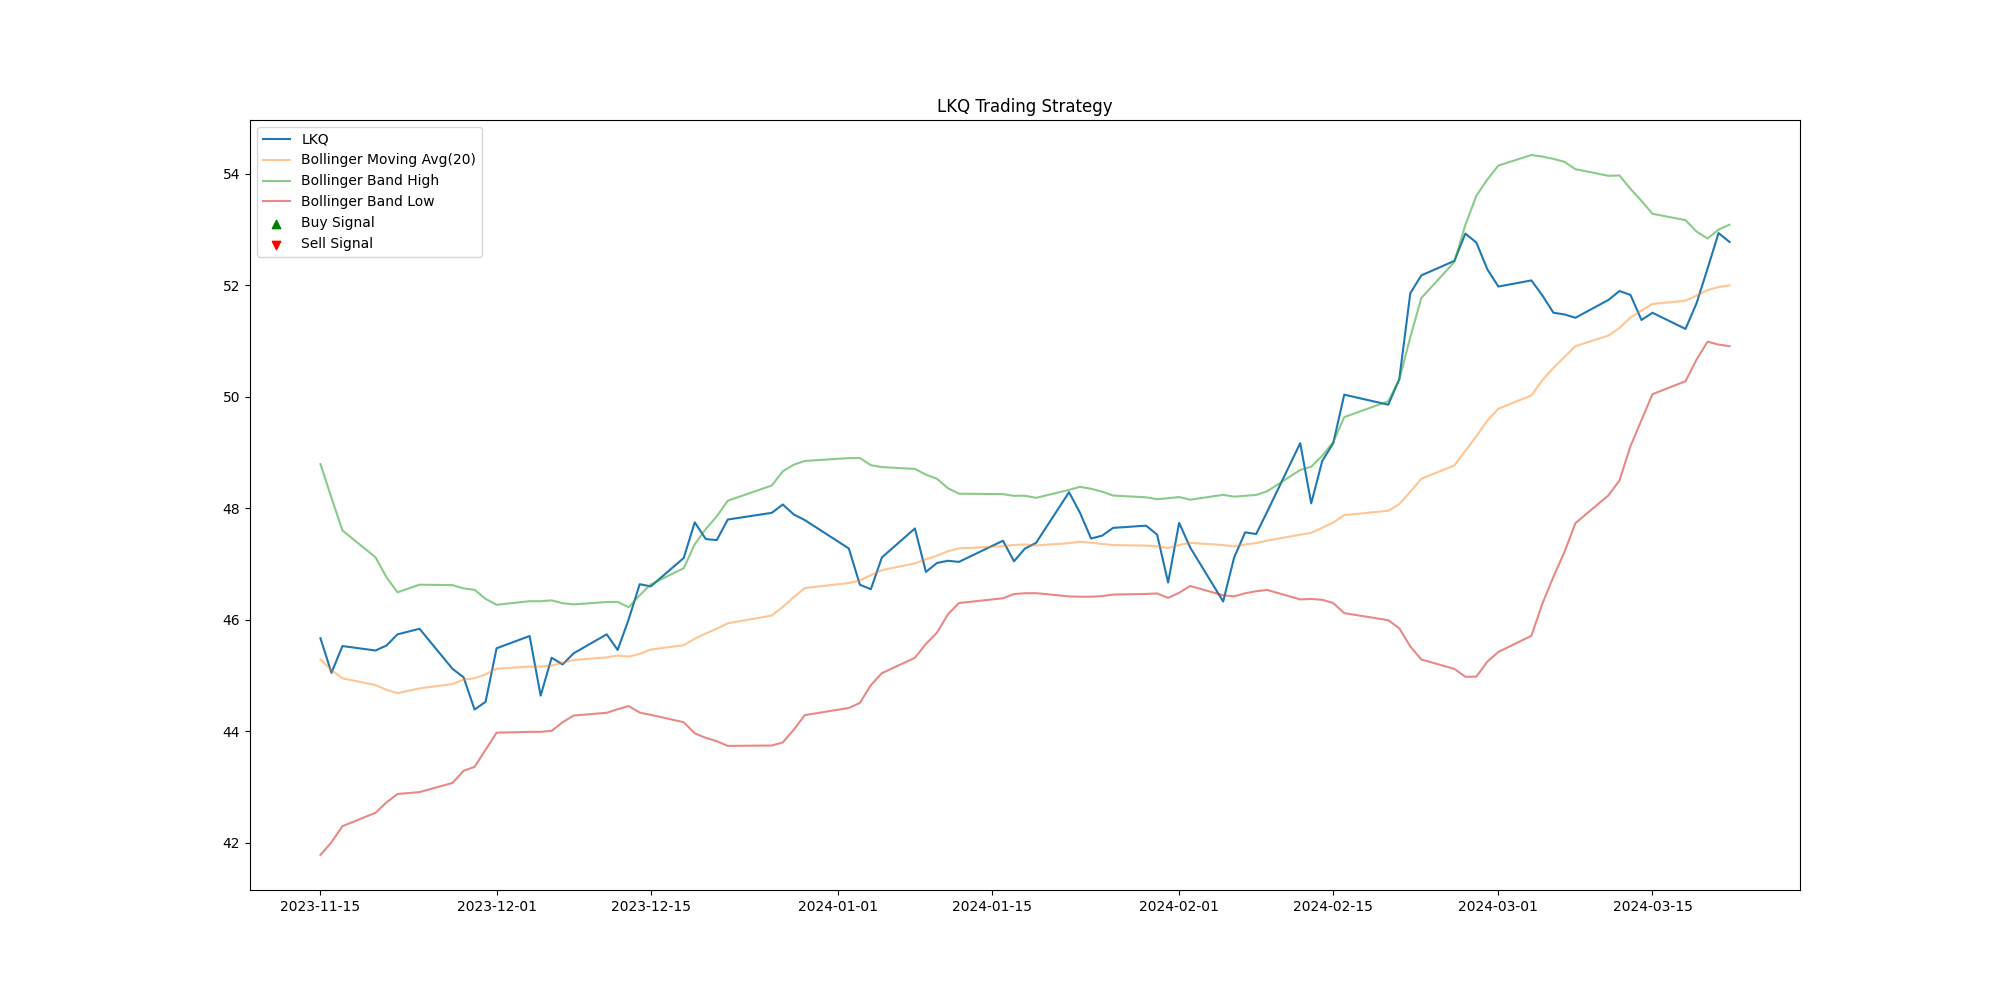 LKQ Trading Strategy
LKQ
Bollinger Moving Avg(20)
Bollinger Band High
Bollinger Band Low
Buy Signal
Sell Signal
54
52
50
48
46
44
42
2023-11-15 2023-12-01 2023-12-15 2024-01-01 2024-01-15 2024-02-01 2024-02-15 2024-03-01 2024-03-15